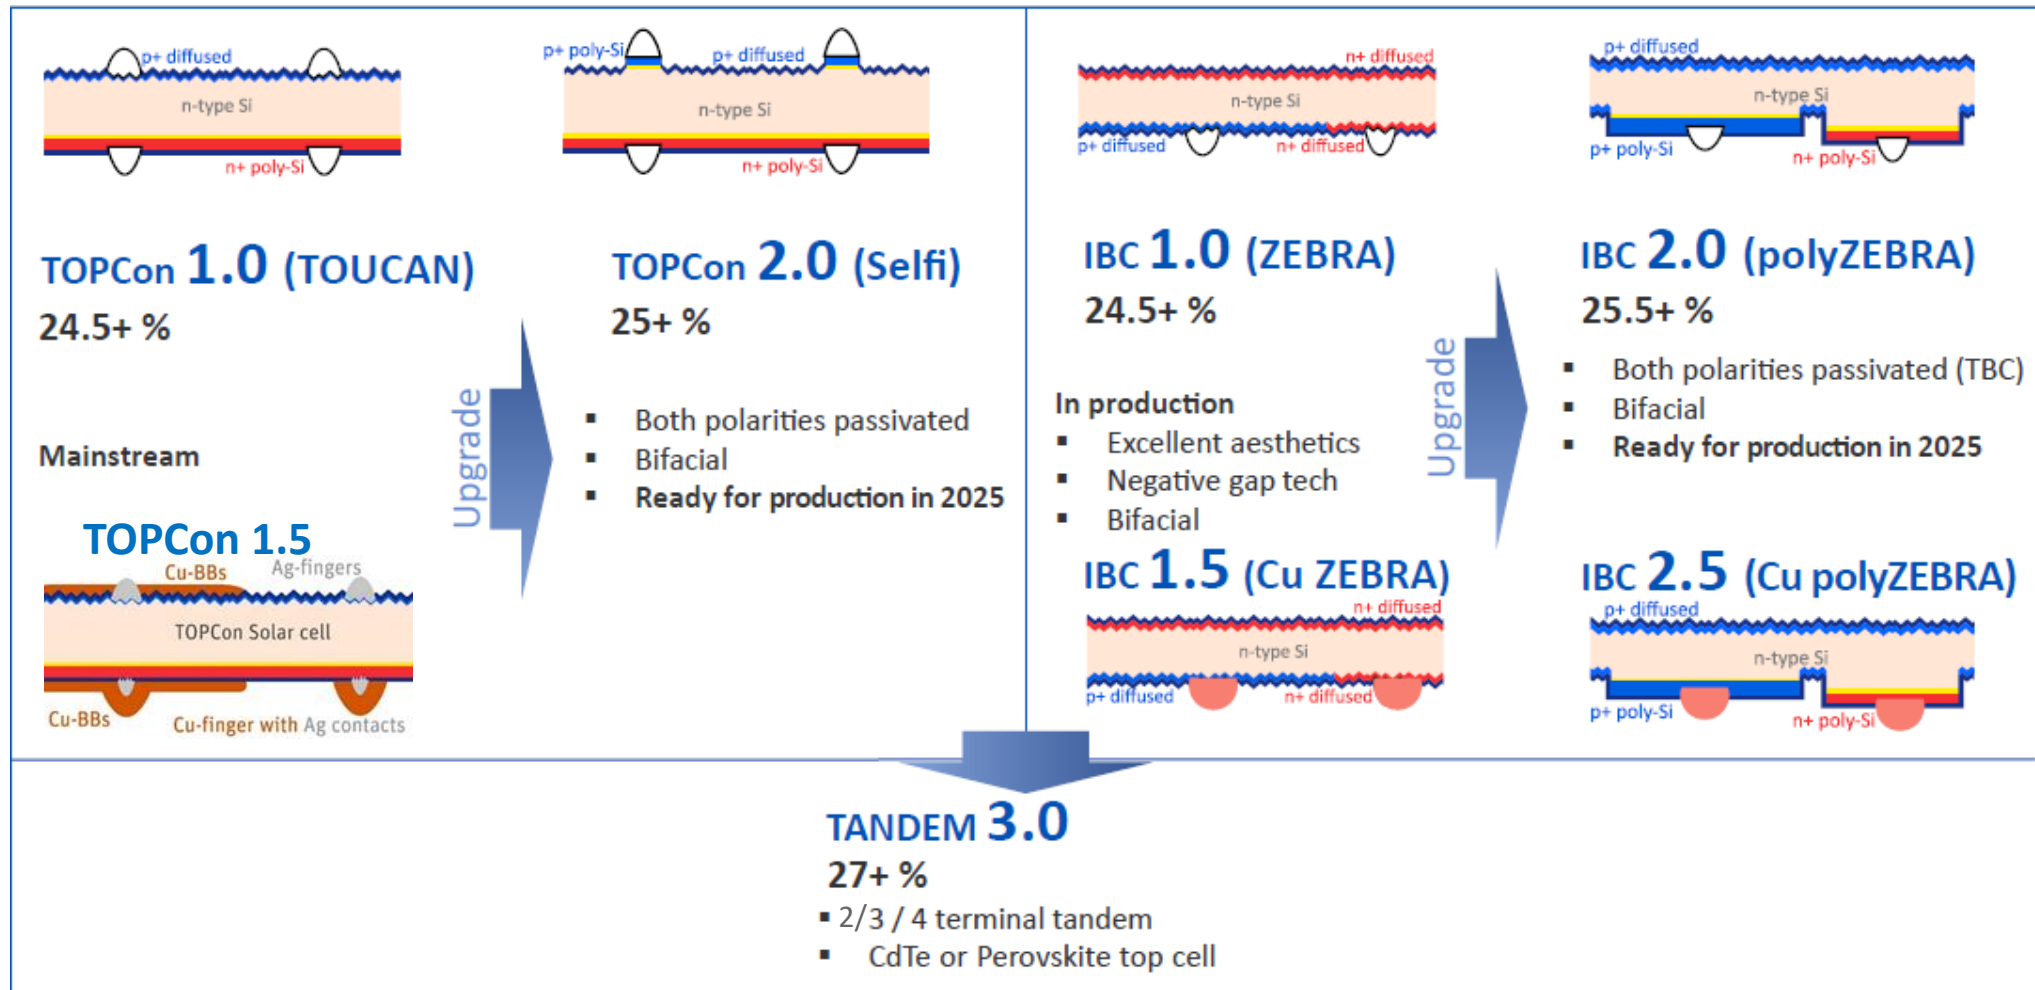 p+ diffused
n-type Si
n+ poly-Si
TOPCon 1.0 (TOUCAN)
24.5+ %
Mainstream
TOPCon 1.5
Cu-BBs
Ag-fingers
TOPCon Solar cell
Cu-BBs
Cu-finger with Ag contacts
Upgrade
p+ poly-Si
p+ diffused
n-type Si
n+ poly-Si
TOPCon 2.0 (Selfi)
25+ %
▪ Both polarities passivated
▪ Bifacial
▪ Ready for production in 2025
n+ diffused
n-type Si
p+ diffused
n+ diffused
IBC 1.0 (ZEBRA)
24.5+ %
In production
▪ Excellent aesthetics
▪ Negative gap tech
▪ Bifacial
IBC 1.5 (Cu ZEBRA)
n+ diffused
n-type Si
p+ diffused
n+ diffused
Upgrade
p+ diffused
n-type Si
p+ poly-Si
n+ poly-Si
IBC 2.0 (polyZEBRA)
25.5+ %
▪ Both polarities passivated (TBC)
▪ Bifacial
▪ Ready for production in 2025
IBC 2.5 (Cu polyZEBRA)
p+ diffused
n-type Si
p+ poly-Si
n+ poly-Si
TANDEM 3.0
27+ %
▪ 2/3 / 4 terminal tandem
▪ CdTe or Perovskite top cell